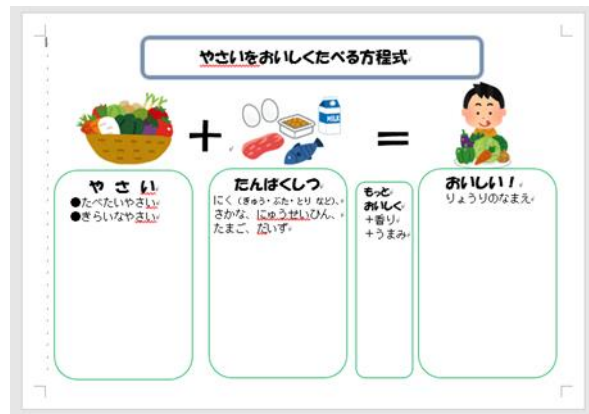 やさいをおいしくたべる方程式
MILK
+
=
やさい
●たべたいやさい
●きらいなやさい
たんぱくしつ
にく（ぎゅう・ぶた・とり など）、
さかな、にゅうせいひん、
たまご、だいず。
もっと
おいしく
＋香り
＋うまみ
おいしい！
りょうりのなまえ